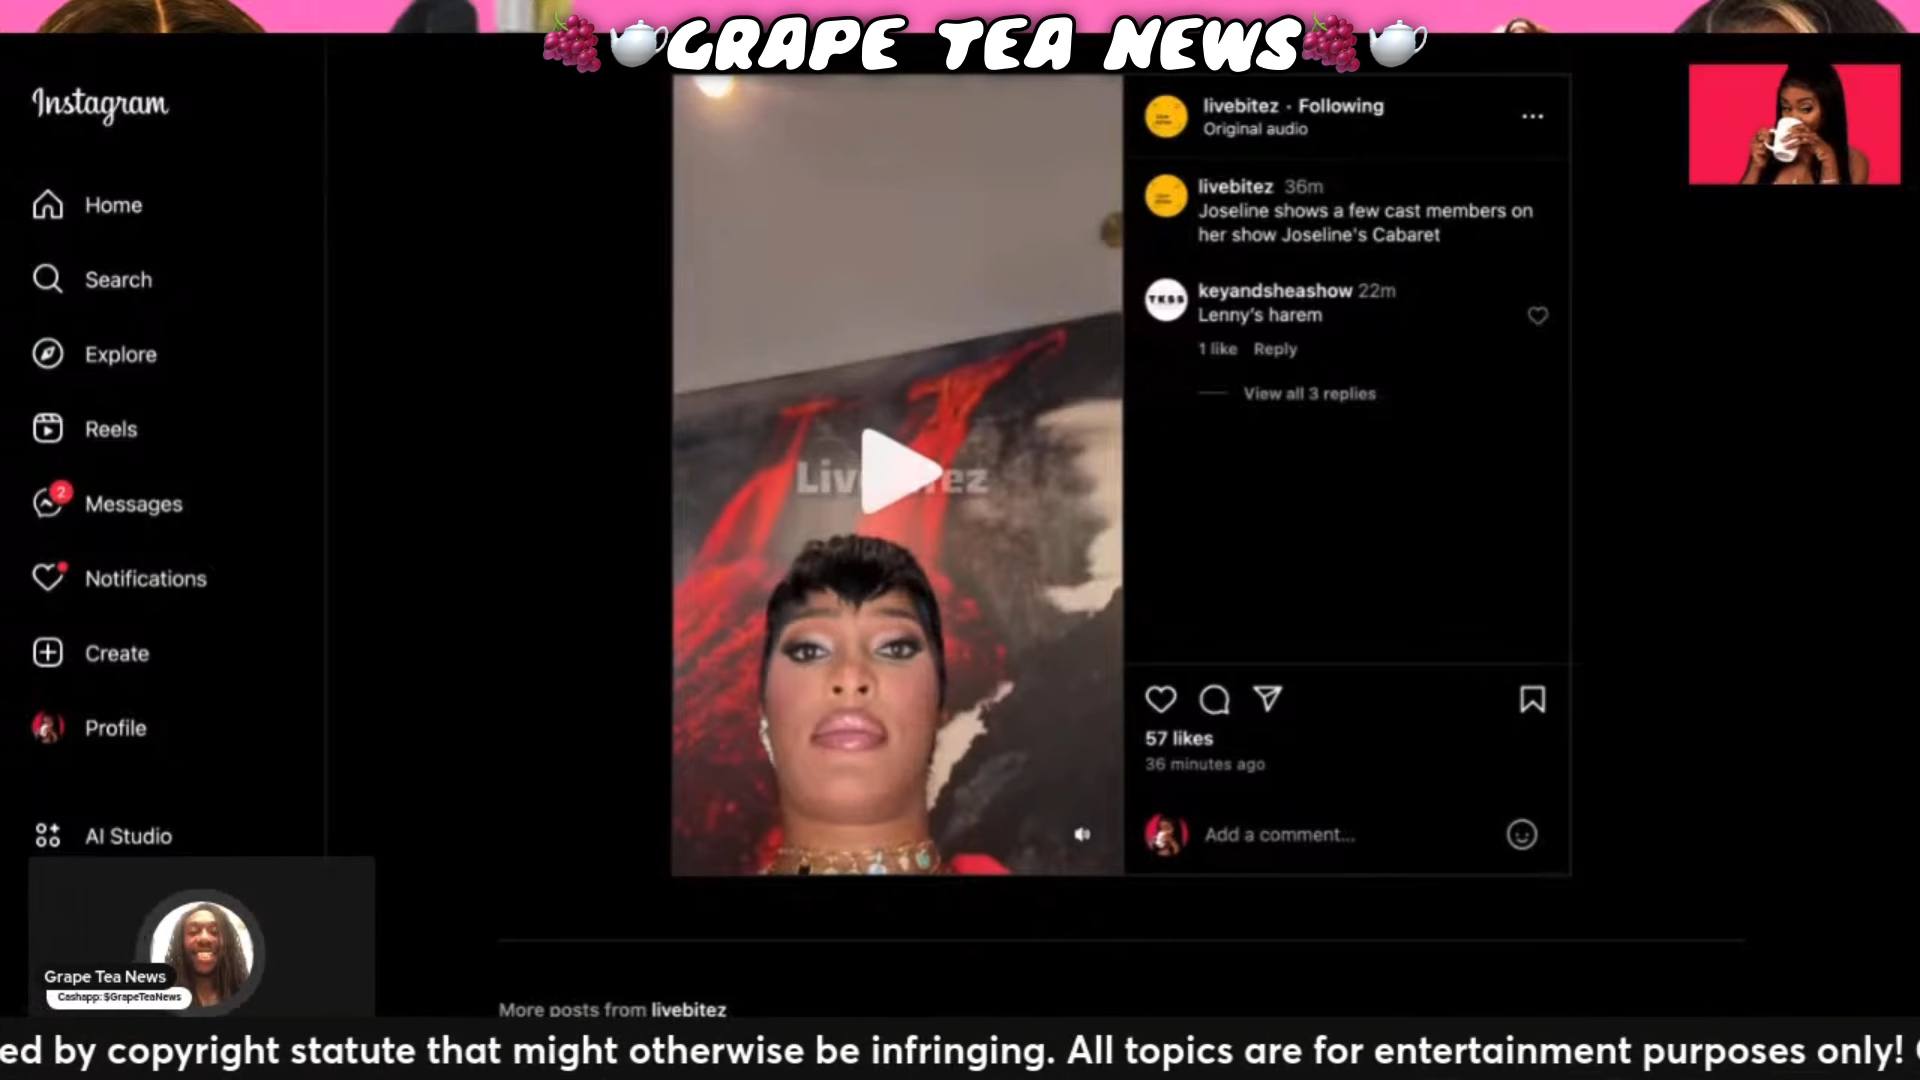 GRAPE TEA NEWS
Instagram
livebitez • Following
Original audio
•••
livebitez 36m
Joseline shows a few cast members on
her show Joseline's Cabaret
TKSS
keyandsheashow 22m
Lenny's harem
1 like Reply
View all 3 replies
Home
Search
Explore
Reels
2
Messages
Notifications
Create
Profile
AI Studio
57 likes
36 minutes ago
Add a comment...
Grape Tea News
Cashapp: $GrapeTeaNews
More posts from livebitez
ed by copyright statute that might otherwise be infringing. All topics are for entertainment purposes only!